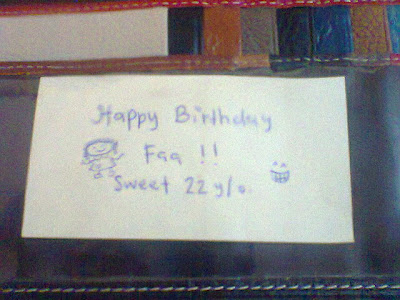 Happy Birthday
Faa !!
Sweet 22 y/o